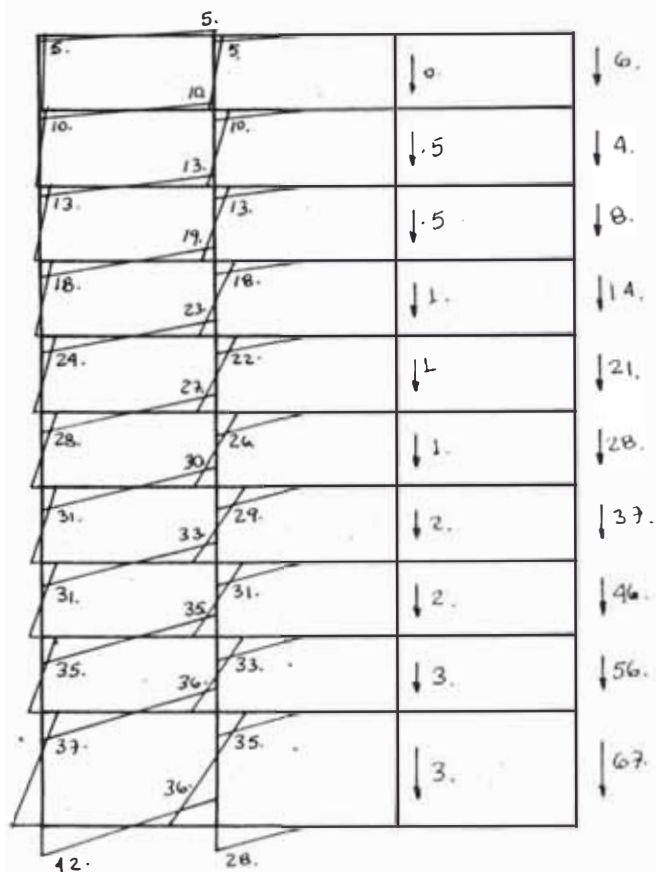 5.
5. 5. 0. 6.
10
10. 10. .5 4.
13.
13. 13. .5 8.
19.
18. 18. 1. 14.
23.
24. 22. 1 21.
27.
28. 26 1. 28.
30.
31. 29. 2. 37.
33.
31. 31. 2. 46.
35.
35. 33. 3. 56.
36.
37. 35. 3. 67.
36.
42. 28.